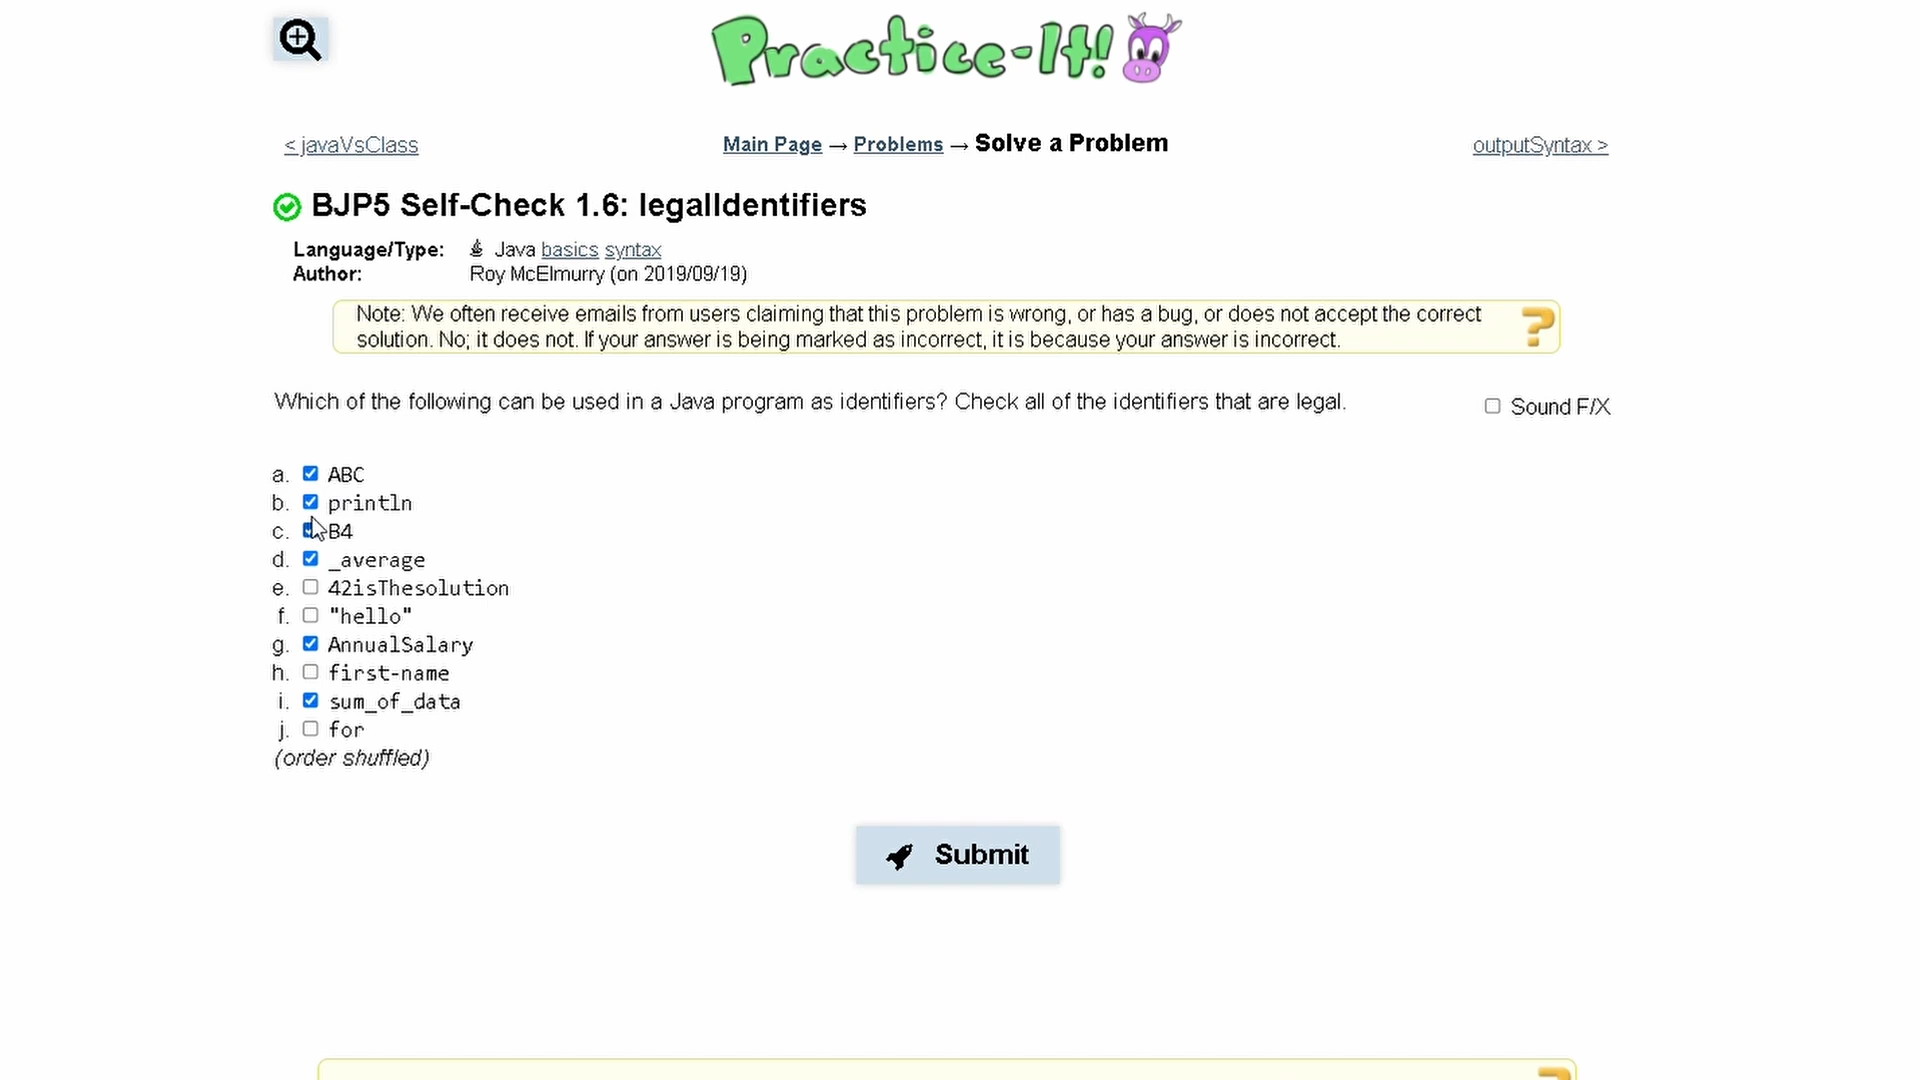 Practice-It!
< javaVsClass
Main Page → Problems → Solve a Problem
outputSyntax >
BJP5 Self-Check 1.6: legalIdentifiers
Language/Type: Java basics syntax
Author: Roy McElmurry (on 2019/09/19)
Note: We often receive emails from users claiming that this problem is wrong, or has a bug, or does not accept the correct
solution. No; it does not. If your answer is being marked as incorrect, it is because your answer is incorrect.
Which of the following can be used in a Java program as identifiers? Check all of the identifiers that are legal.
Sound F/X
a. ABC
b. println
c. B4
d. _average
e. 42isThesolution
f. "hello"
g. AnnualSalary
h. first-name
i. sum_of_data
j. for
(order shuffled)
Submit